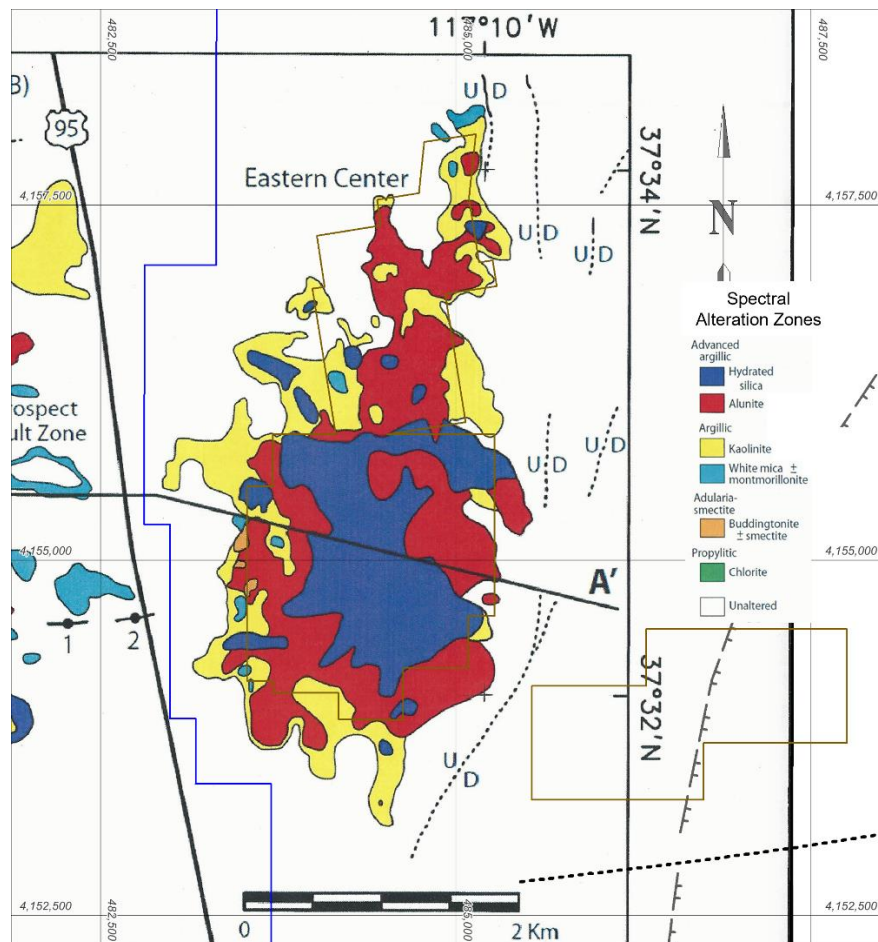 482,500
485,000
487,500
117°10'W
B)
95
U D
37°34'N
Eastern Center
4,157,500
4,157,500
N
U D
U D
Spectral
Alteration Zones
Advanced
argillic
Hydrated
silica
Alunite
Argillic
Kaolinite
White mica ±
montmorillonite
Adularia-
smectite
Buddingtonite
± smectite
Propylitic
Chlorite
Unaltered
rospect
ult Zone
U D
U D
4,155,000
4,155,000
A'
1
2
37°32'N
U
D
4,152,500
4,152,500
482,500
485,000
0
2 Km